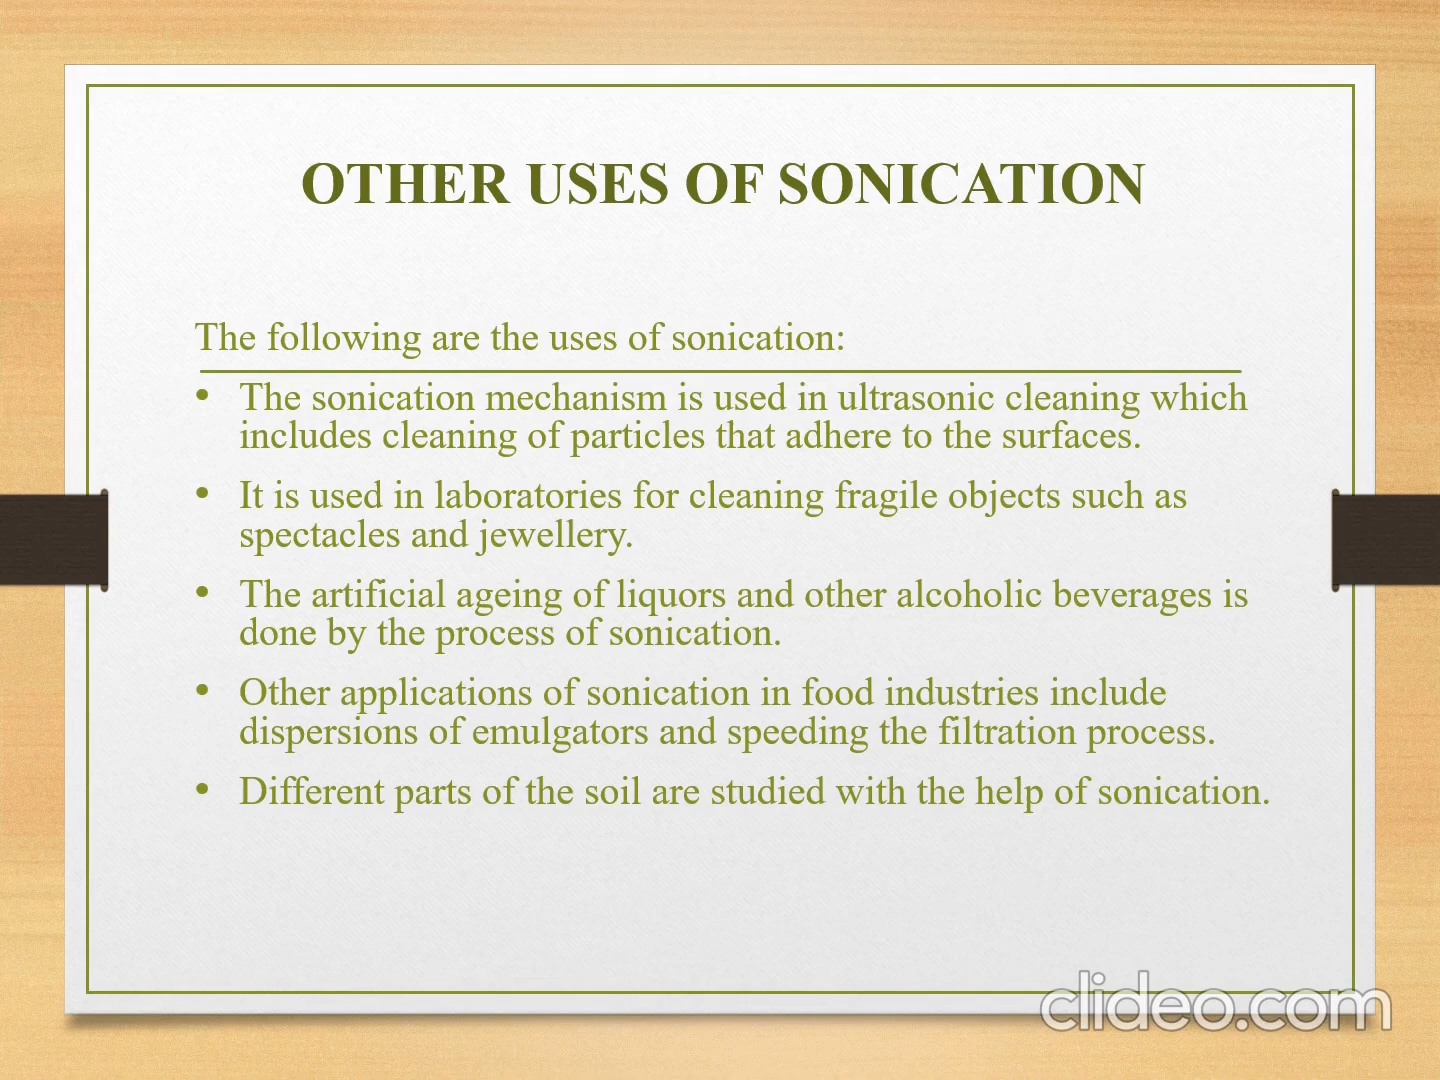 OTHER USES OF SONICATION
The following are the uses of sonication:
• The sonication mechanism is used in ultrasonic cleaning which
includes cleaning of particles that adhere to the surfaces.
• It is used in laboratories for cleaning fragile objects such as
spectacles and jewellery.
• The artificial ageing of liquors and other alcoholic beverages is
done by the process of sonication.
• Other applications of sonication in food industries include
dispersions of emulgators and speeding the filtration process.
• Different parts of the soil are studied with the help of sonication.
clideo.com